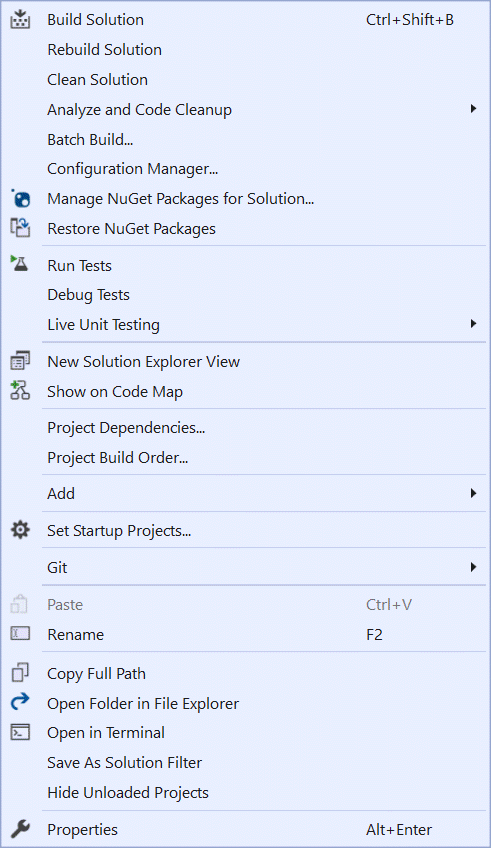 Build Solution Ctrl+Shift+B
Rebuild Solution
Clean Solution
Analyze and Code Cleanup
Batch Build...
Configuration Manager...
Manage NuGet Packages for Solution...
Restore NuGet Packages
Run Tests
Debug Tests
Live Unit Testing
New Solution Explorer View
Show on Code Map
Project Dependencies...
Project Build Order...
Add
Set Startup Projects...
Git
Paste Ctrl+V
Rename F2
Copy Full Path
Open Folder in File Explorer
Open in Terminal
Save As Solution Filter
Hide Unloaded Projects
Properties Alt+Enter